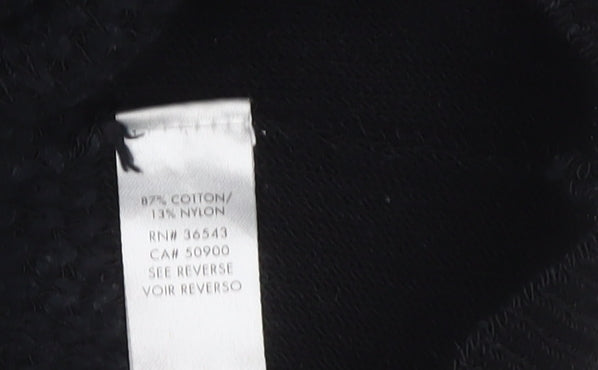 87% COTTON/
13% NYLON
RN# 36543
CA# 50900
SEE REVERSE
VOIR REVERSO